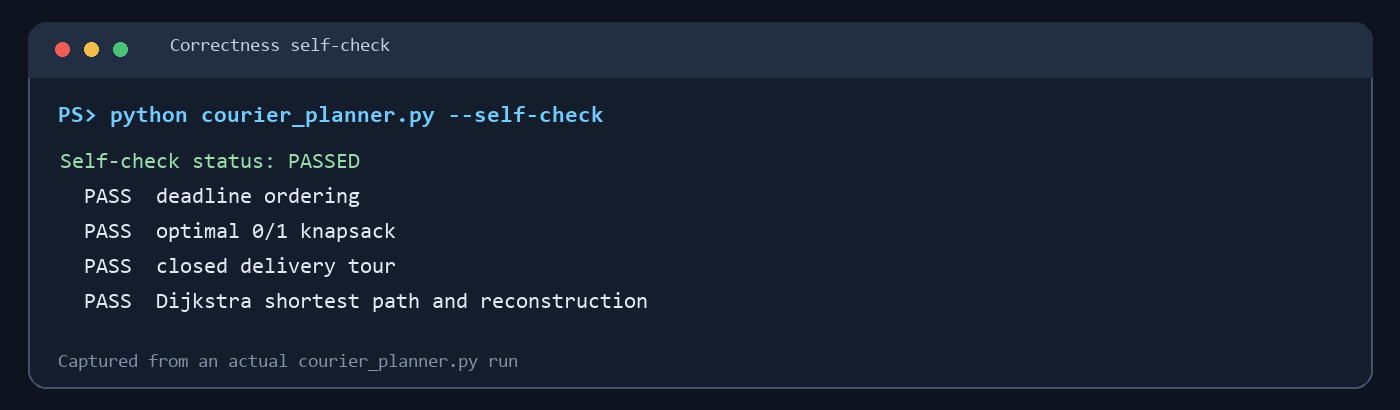 Correctness self-check
PS> python courier_planner.py --self-check
Self-check status: PASSED
PASS  deadline ordering
PASS  optimal 0/1 knapsack
PASS  closed delivery tour
PASS  Dijkstra shortest path and reconstruction
Captured from an actual courier_planner.py run